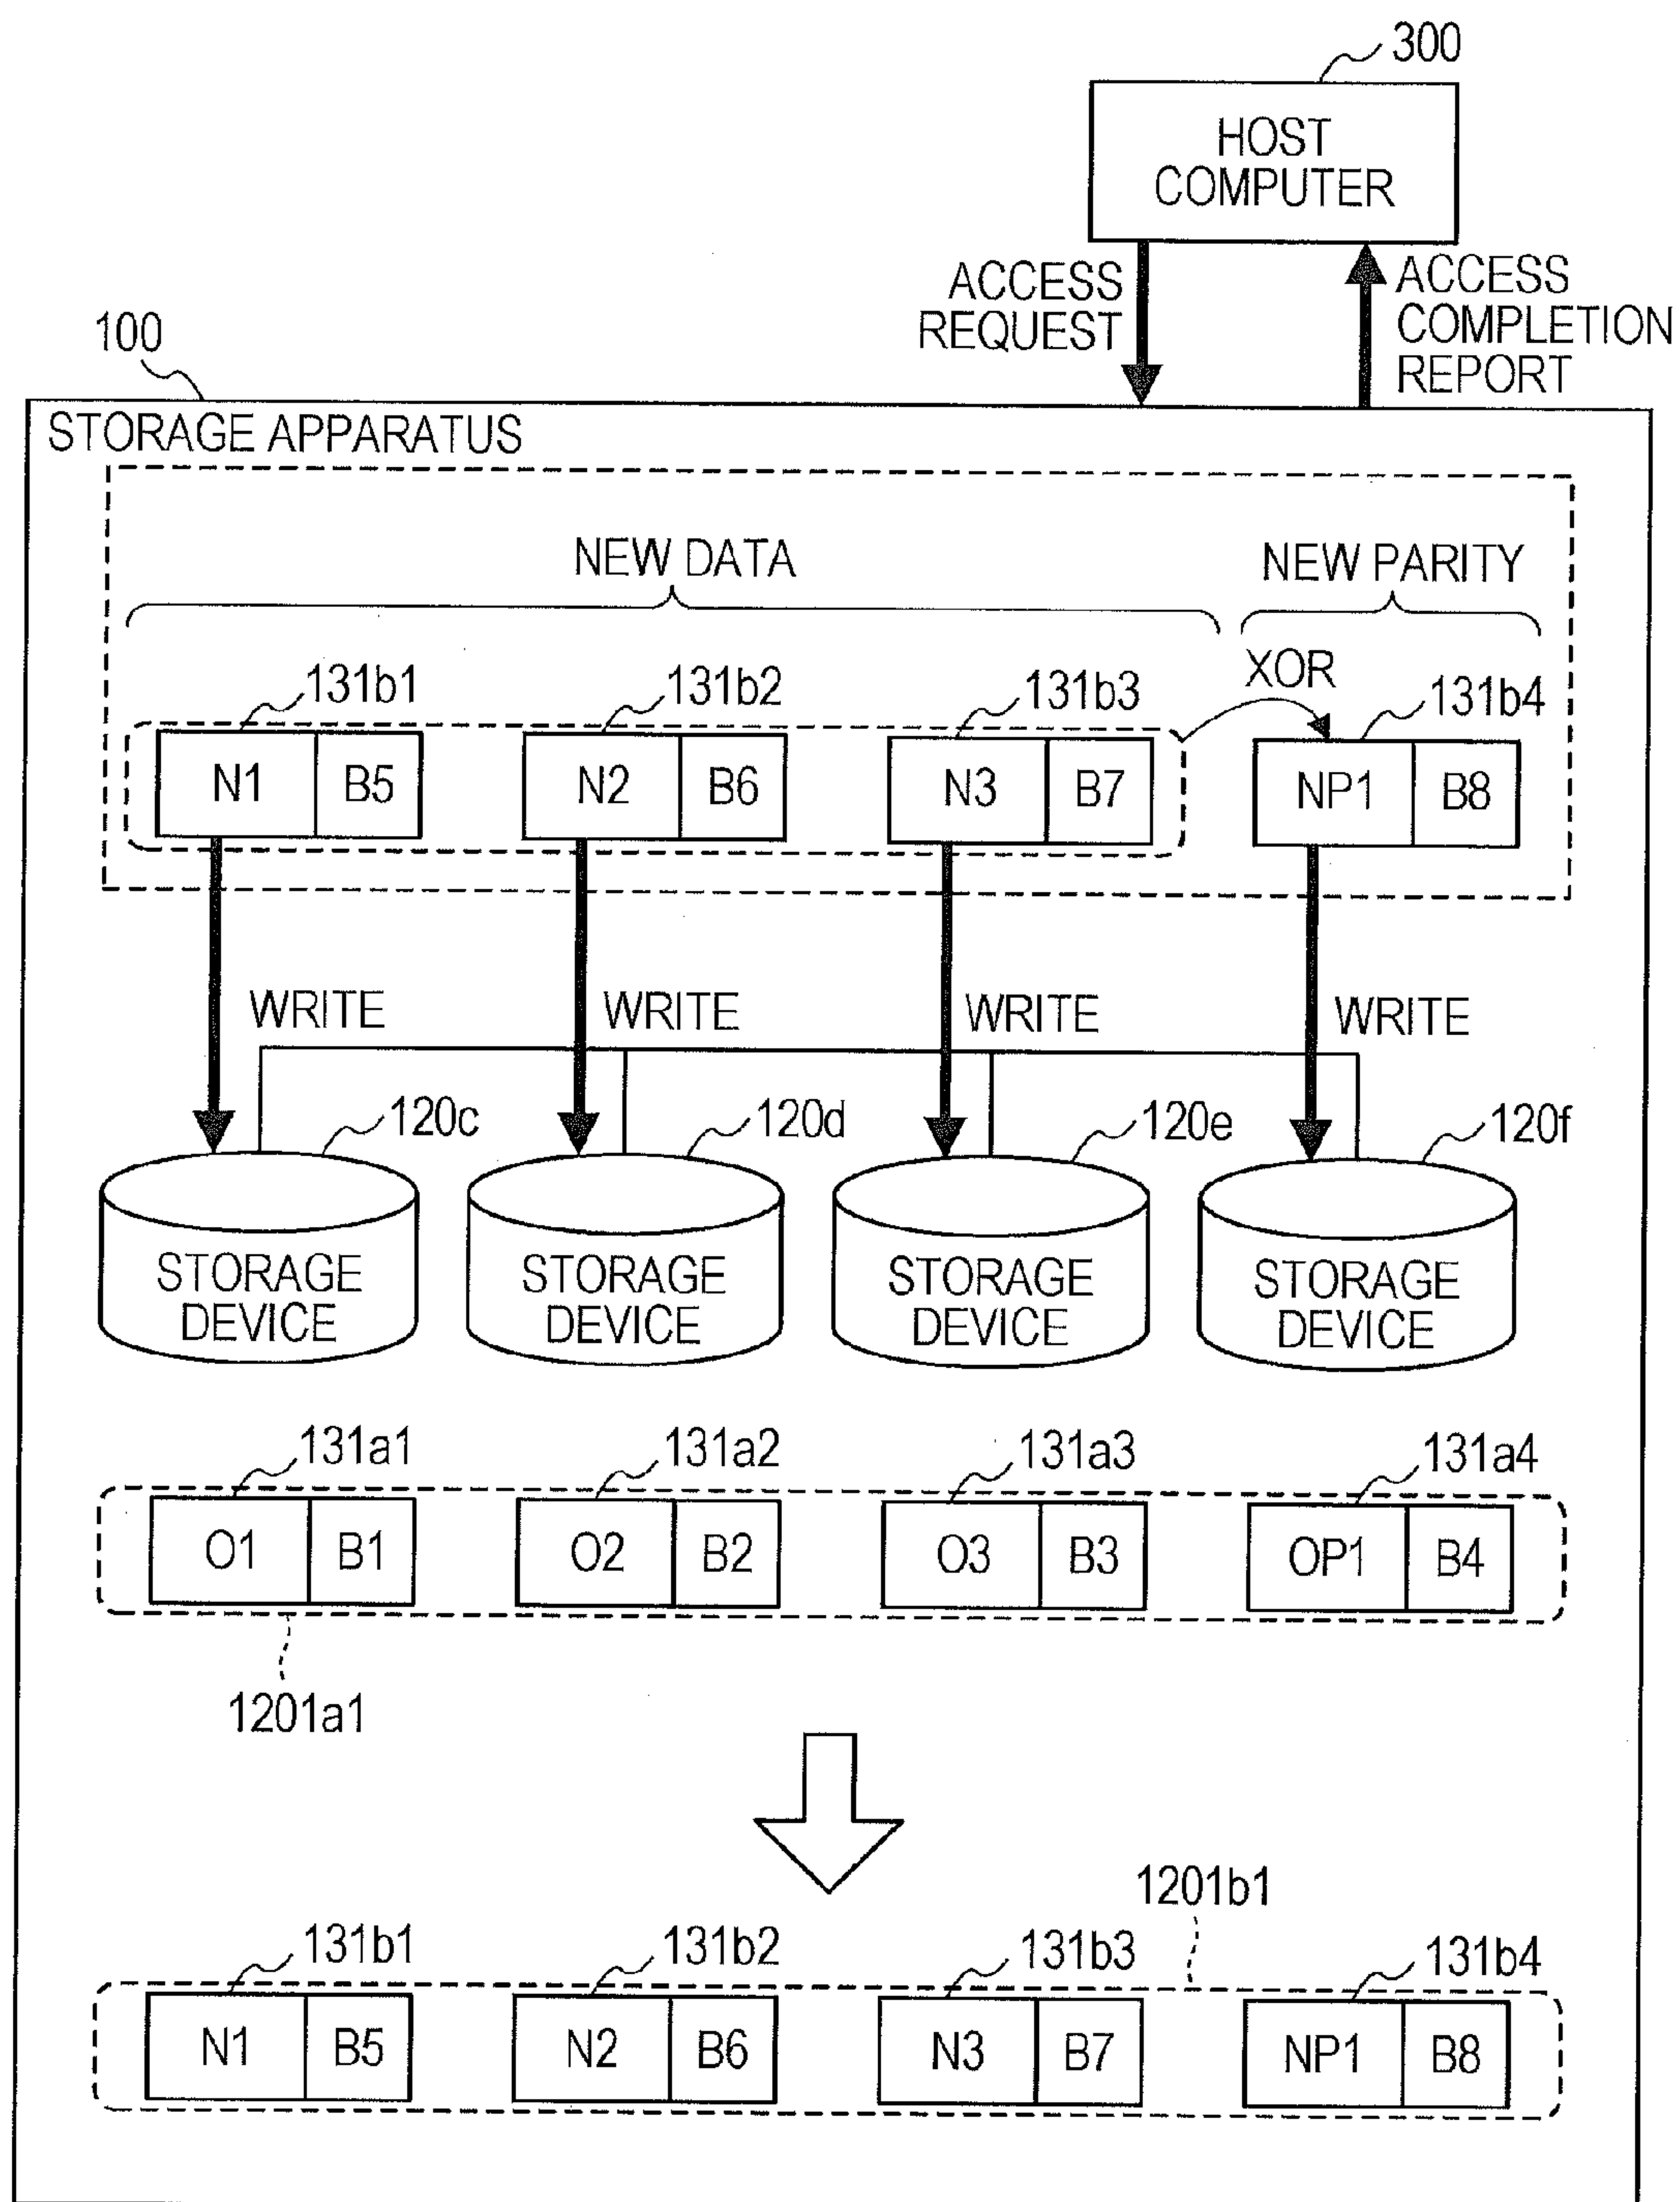 300
HOST
COMPUTER
ACCESS
REQUEST
ACCESS
COMPLETION
REPORT
100
STORAGE APPARATUS
NEW DATA
NEW PARITY
XOR
131b1
131b2
131b3
131b4
N1 B5
N2 B6
N3 B7
NP1 B8
WRITE
WRITE
WRITE
WRITE
120c
120d
120e
120f
STORAGE
DEVICE
STORAGE
DEVICE
STORAGE
DEVICE
STORAGE
DEVICE
131a1
131a2
131a3
131a4
O1 B1
O2 B2
O3 B3
OP1 B4
1201a1
1201b1
131b1
131b2
131b3
131b4
N1 B5
N2 B6
N3 B7
NP1 B8